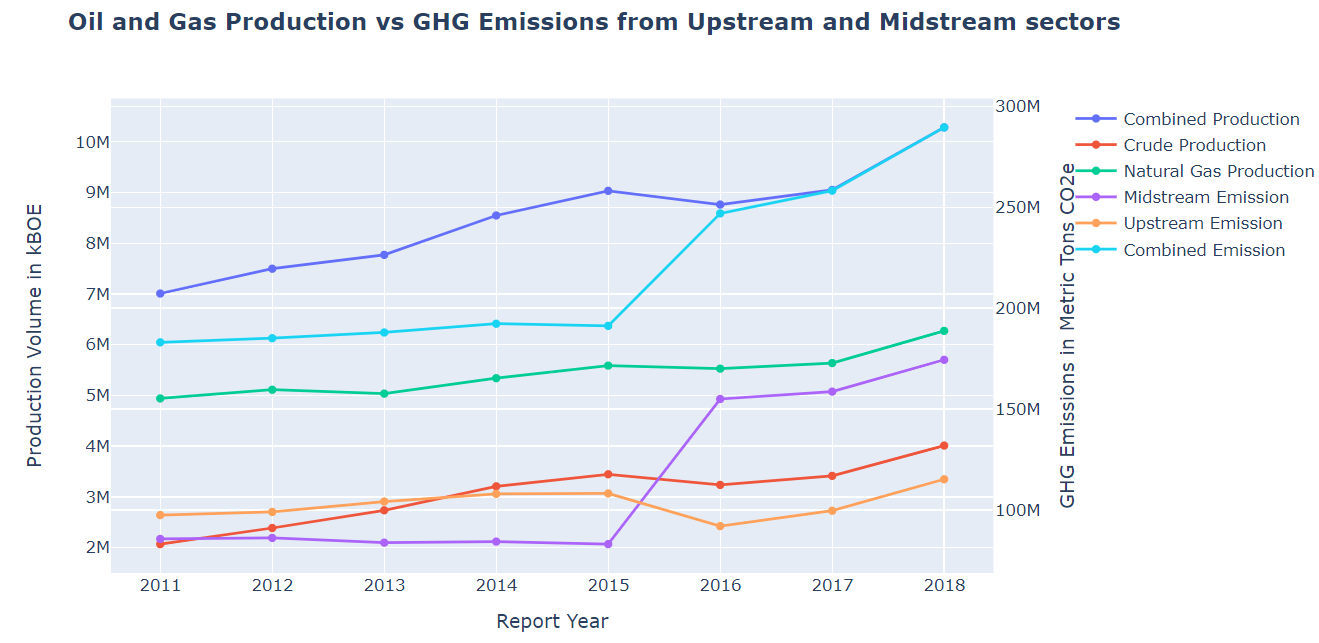 Oil and Gas Production vs GHG Emissions from Upstream and Midstream sectors
Production Volume in kBOE
10M
9M
8M
7M
6M
5M
4M
3M
2M
2011
2012
2013
2014
2015
2016
2017
2018
Report Year
300M
250M
200M
150M
100M
GHG Emissions in Metric Tons CO2e
Combined Production
Crude Production
Natural Gas Production
Midstream Emission
Upstream Emission
Combined Emission